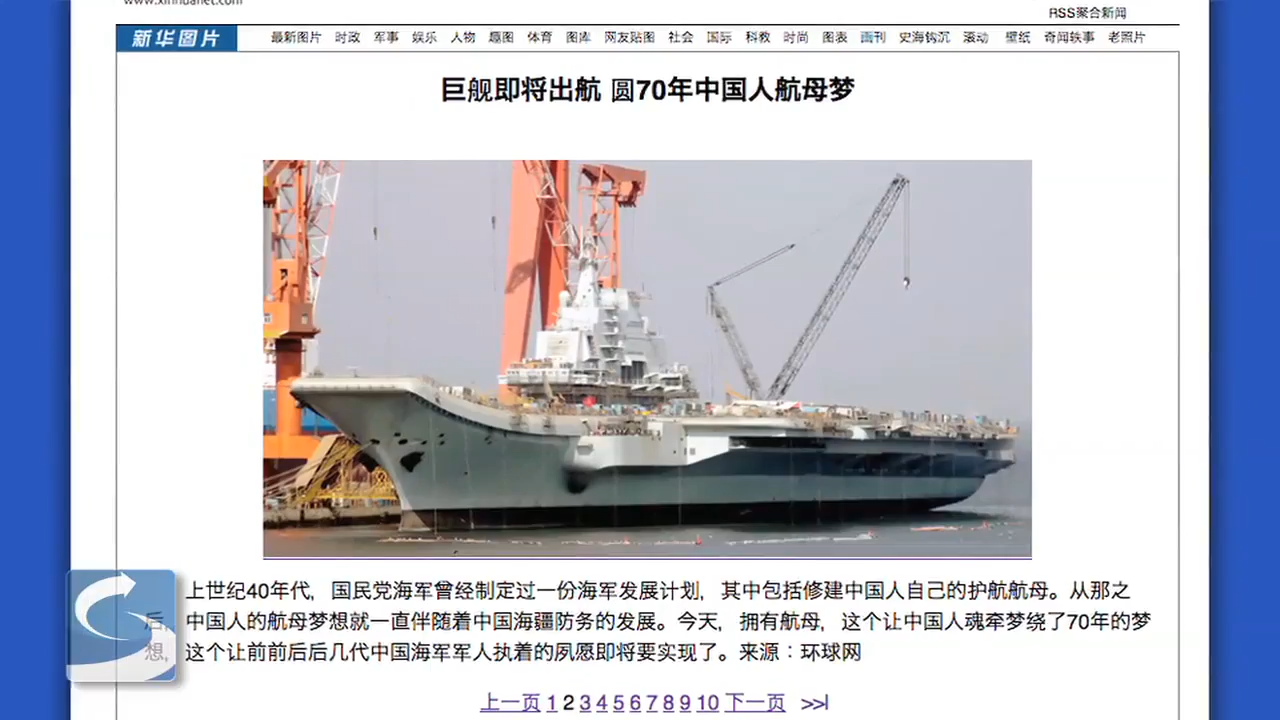 www.xinhuanet.com
RSS聚合新闻
新华图片
最新图片 时政 军事 娱乐 人物 趣图 体育 图库 网友贴图 社会 国际 科教 时尚 图表 画刊 史海钩沉 滚动 壁纸 奇闻轶事 老照片
巨舰即将出航 圆70年中国人航母梦
上世纪40年代，国民党海军曾经制定过一份海军发展计划，其中包括修建中国人自己的护航航母。从那之
后，中国人的航母梦想就一直伴随着中国海疆防务的发展。今天，拥有航母，这个让中国人魂牵梦绕了70年的梦
想，这个让前前后后几代中国海军军人执着的夙愿即将要实现了。来源：环球网
上一页 1 2 3 4 5 6 7 8 9 10 下一页 >>|